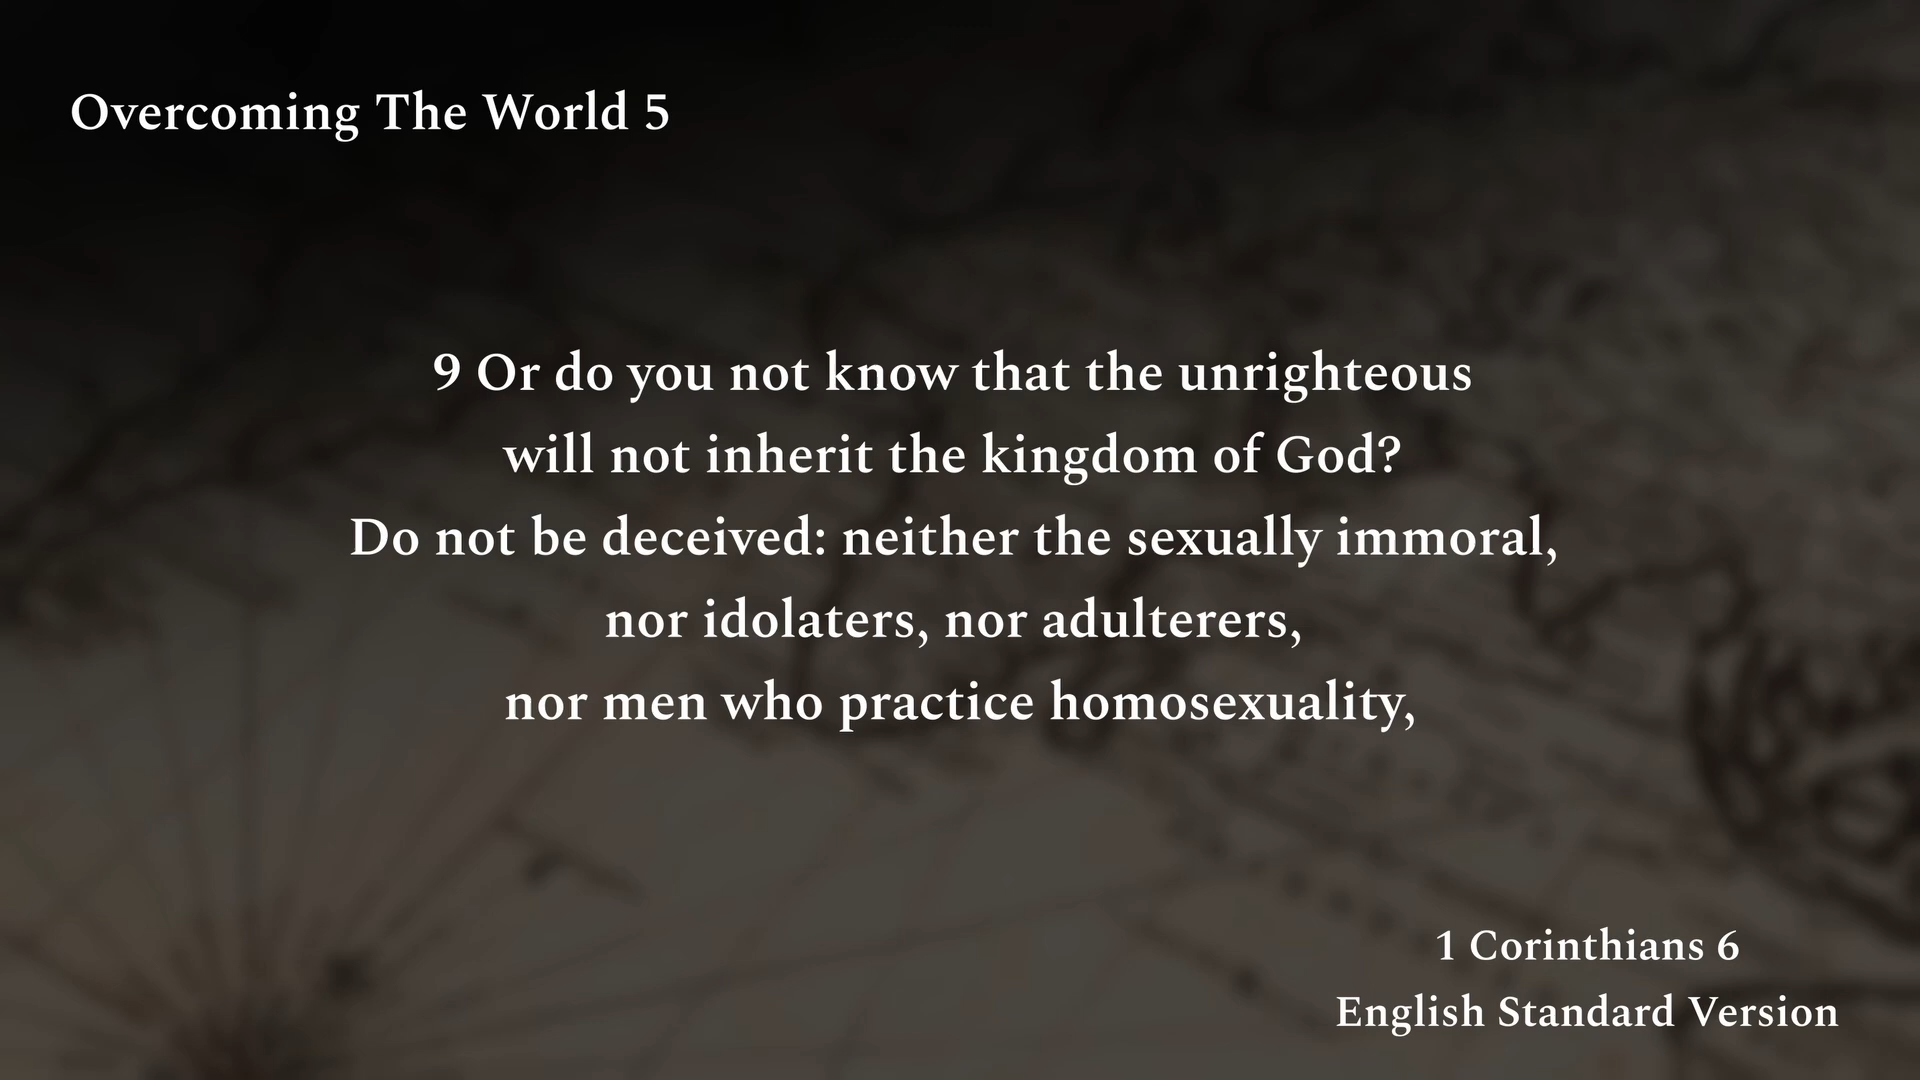 Overcoming The World 5
9 Or do you not know that the unrighteous
will not inherit the kingdom of God?
Do not be deceived: neither the sexually immoral,
nor idolaters, nor adulterers,
nor men who practice homosexuality,
1 Corinthians 6
English Standard Version